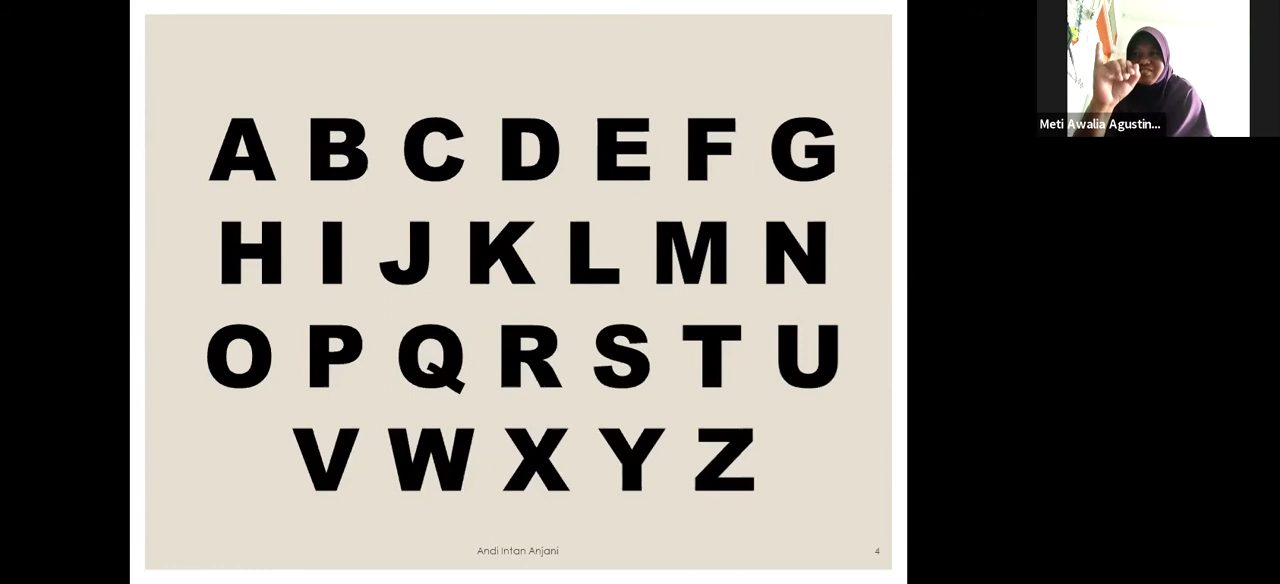 A B C D E F G
H I J K L M N
O P Q R S T U
V W X Y Z
Andi Intan Anjani
4
Meti Awalia Agustin...